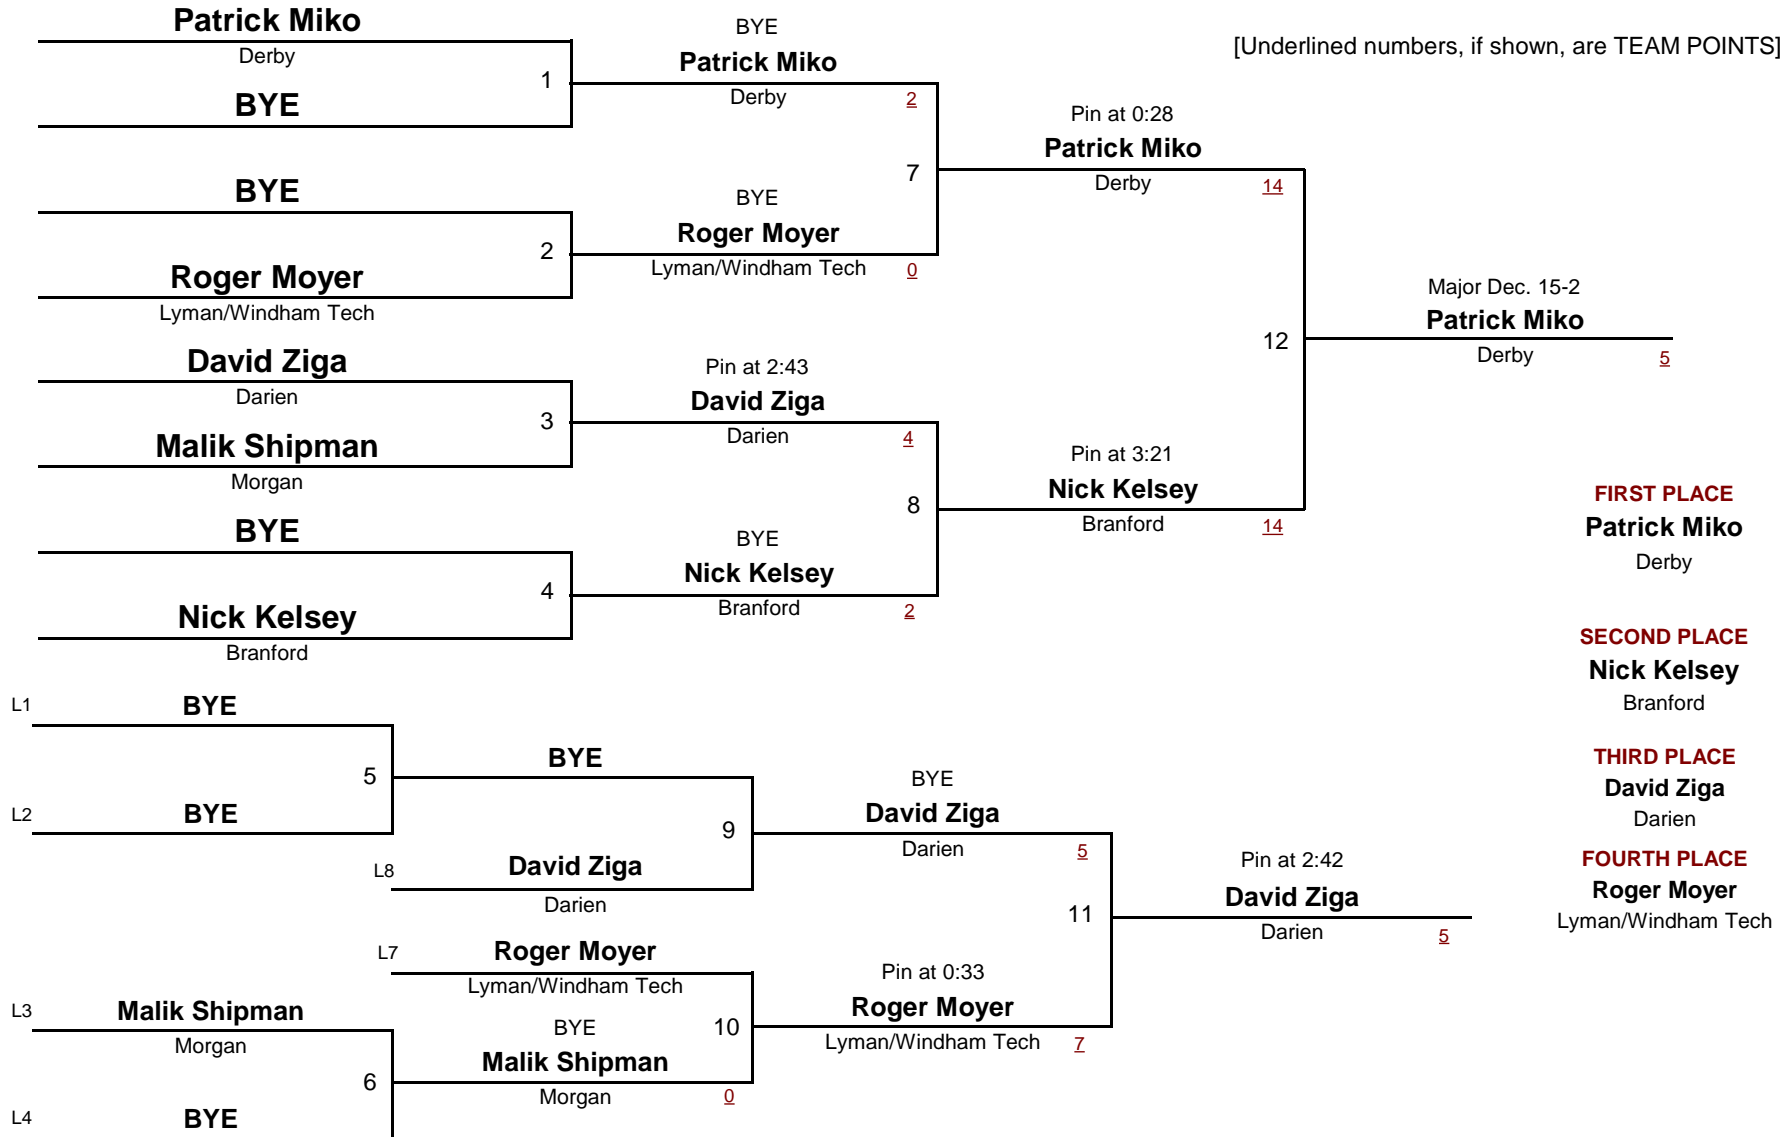 Patrick Miko
Derby
1
BYE
BYE
2
Roger Moyer
Lyman/Windham Tech
David Ziga
Darien
3
Malik Shipman
Morgan
BYE
4
Nick Kelsey
Branford
BYE
Patrick Miko
Derby
2
7
BYE
Roger Moyer
Lyman/Windham Tech
0
Pin at 2:43
David Ziga
Darien
4
8
BYE
Nick Kelsey
Branford
2
[Underlined numbers, if shown, are TEAM POINTS]
Pin at 0:28
Patrick Miko
Derby
14
12
Pin at 3:21
Nick Kelsey
Branford
14
Major Dec. 15-2
Patrick Miko
Derby
5
FIRST PLACE
Patrick Miko
Derby
SECOND PLACE
Nick Kelsey
Branford
THIRD PLACE
David Ziga
Darien
FOURTH PLACE
Roger Moyer
Lyman/Windham Tech
L1
BYE
5
L2
BYE
BYE
9
L8
David Ziga
Darien
L7
Roger Moyer
Lyman/Windham Tech
L3
Malik Shipman
Morgan
6
L4
BYE
BYE
10
Malik Shipman
Morgan
0
BYE
David Ziga
Darien
5
11
Pin at 0:33
Roger Moyer
Lyman/Windham Tech
7
Pin at 2:42
David Ziga
Darien
5